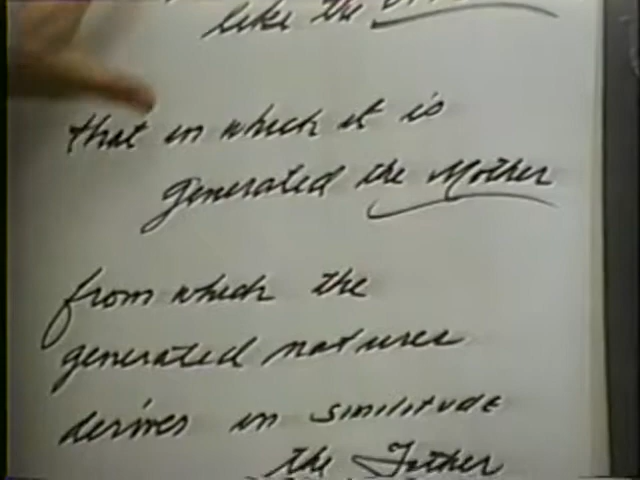 like the
that in which it is
generated the Mother
from which the
generated natures
derives in similitude
the Father